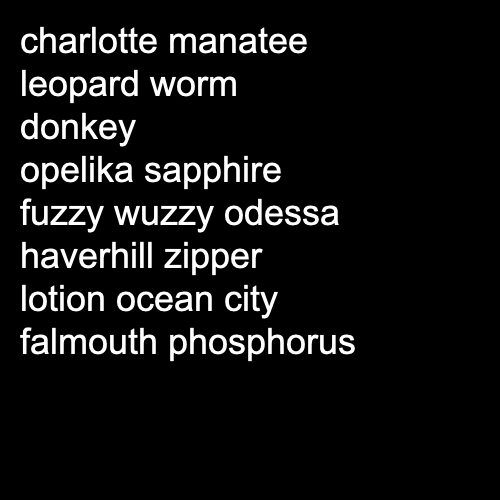 charlotte manatee
leopard worm
donkey
opelika sapphire
fuzzy wuzzy odessa
haverhill zipper
lotion ocean city
falmouth phosphorus